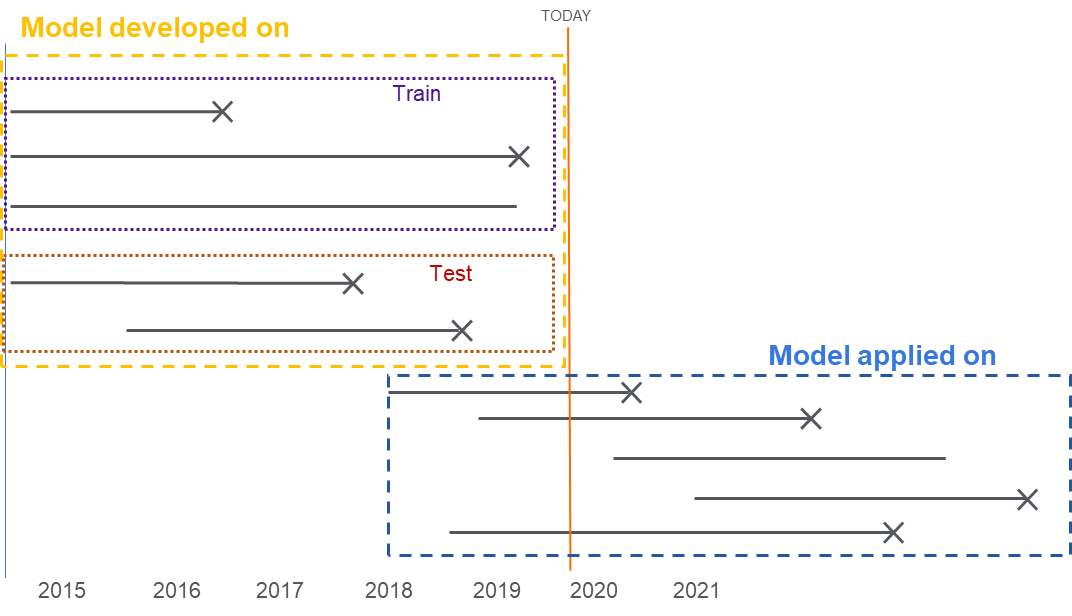 TODAY
Model developed on
Train
Test
Model applied on
2015 2016 2017 2018 2019 2020 2021